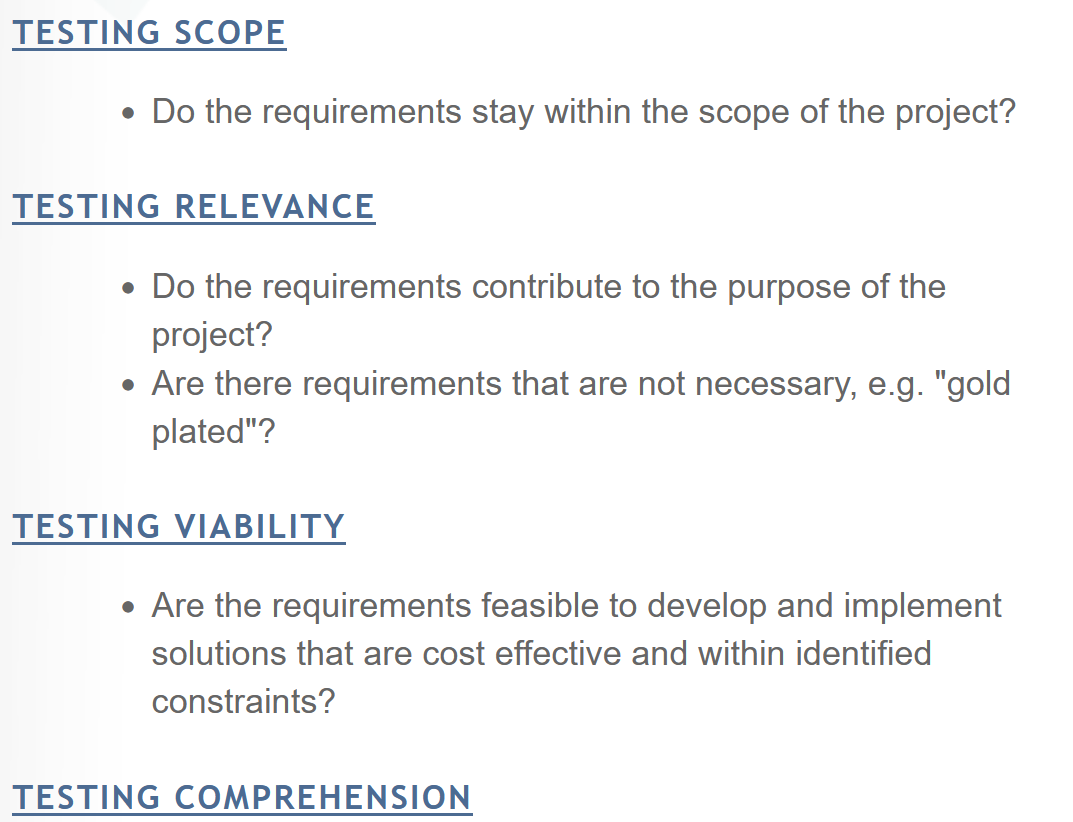 TESTING SCOPE
• Do the requirements stay within the scope of the project?
TESTING RELEVANCE
• Do the requirements contribute to the purpose of the
project?
• Are there requirements that are not necessary, e.g. "gold
plated"?
TESTING VIABILITY
• Are the requirements feasible to develop and implement
solutions that are cost effective and within identified
constraints?
TESTING COMPREHENSION